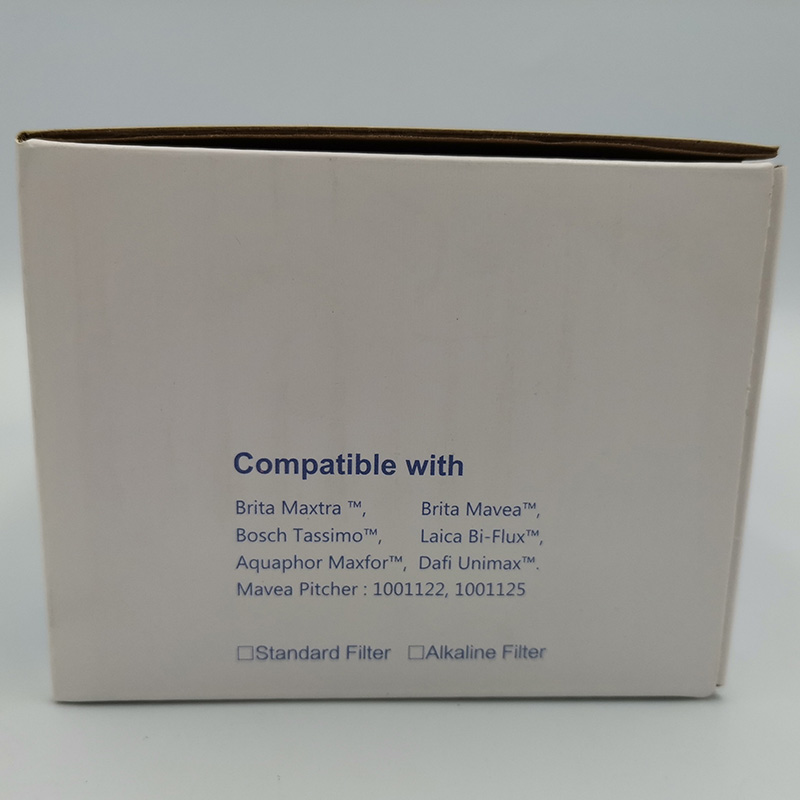 Compatible with
Brita Maxtra ™, Brita Mavea™,
Bosch Tassimo™, Laica Bi-Flux™,
Aquaphor Maxfor™, Dafi Unimax™.
Mavea Pitcher : 1001122, 1001125
☐Standard Filter ☐Alkaline Filter